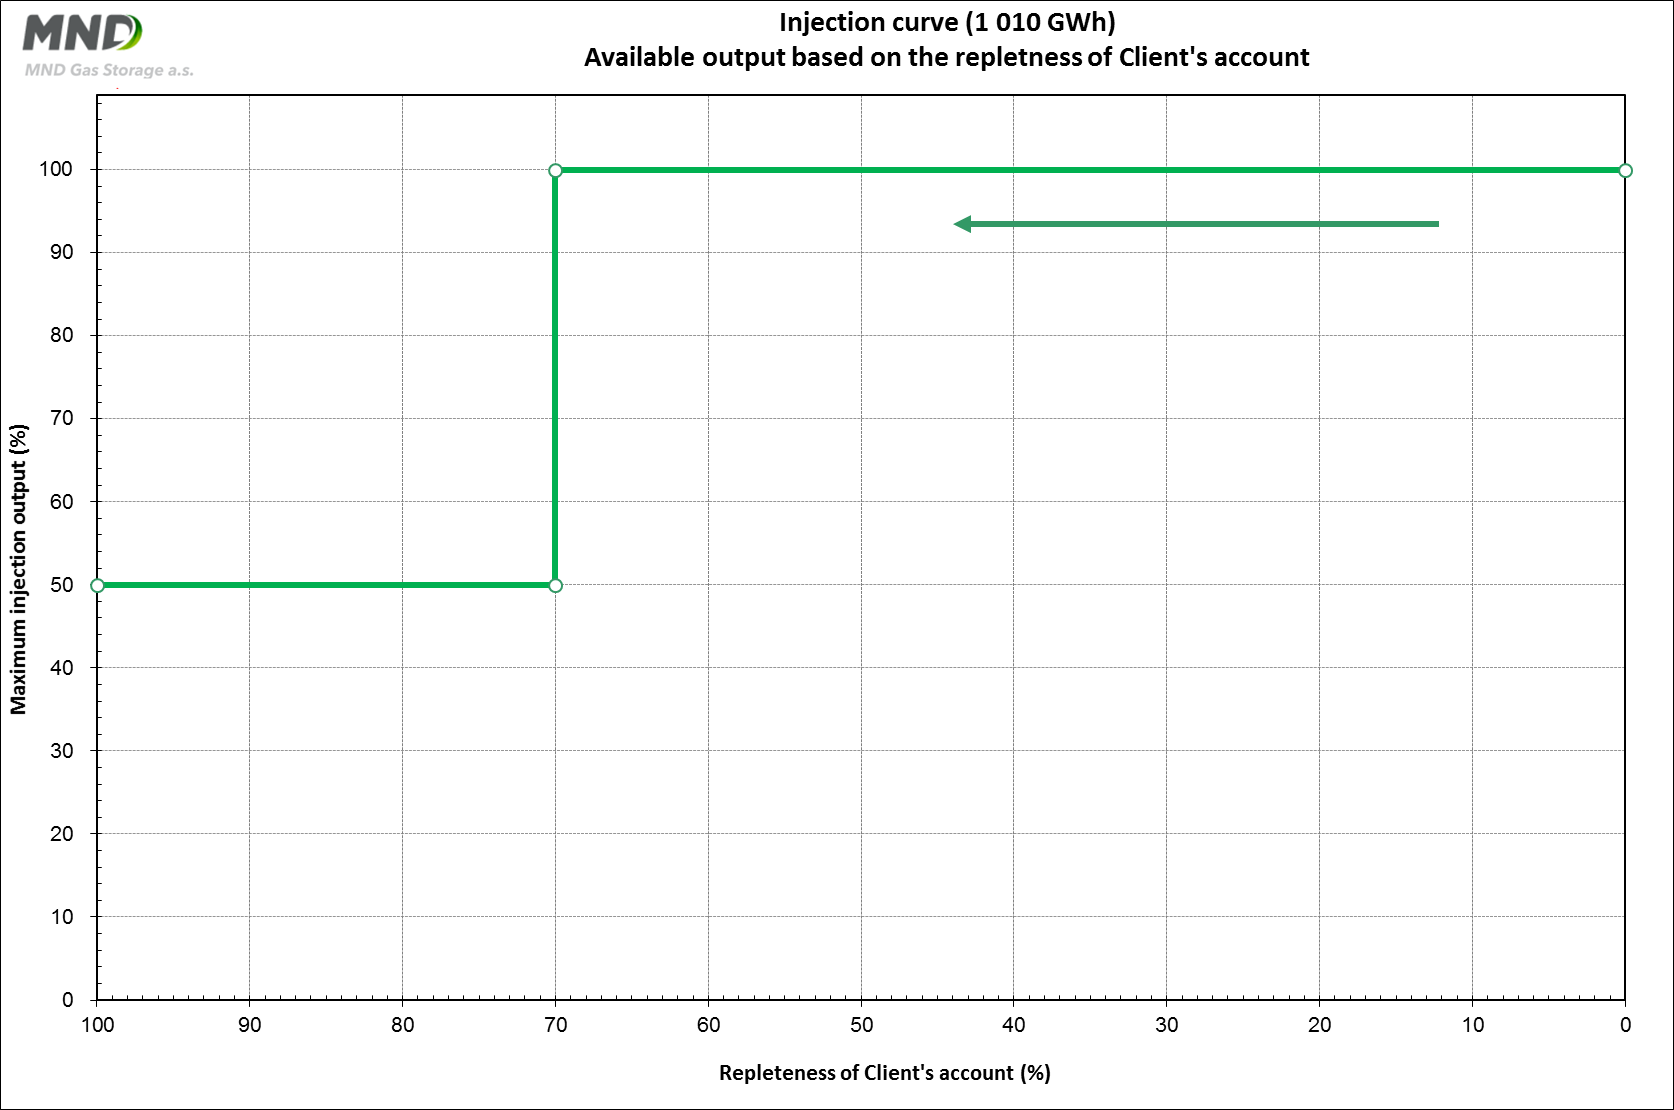 MND
MND Gas Storage a.s.
Injection curve (1 010 GWh)
Available output based on the repletness of Client's account
Maximum injection output (%)
100
90
80
70
60
50
40
30
20
10
0
100 90 80 70 60 50 40 30 20 10 0
Repleteness of Client's account (%)